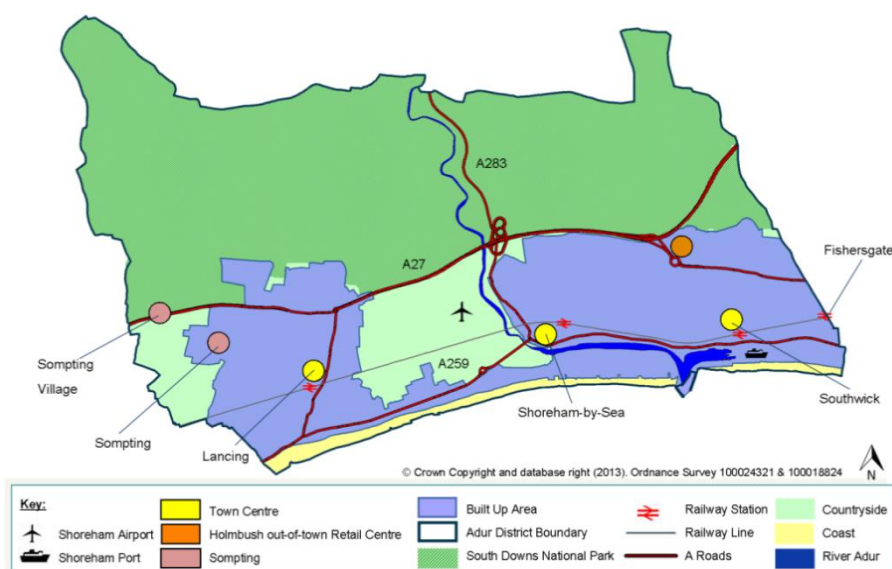 A283
Fishersgate
A27
Sompting
Village
A259
Southwick
Shoreham-by-Sea
Sompting
Lancing
N
© Crown Copyright and database right (2013). Ordnance Survey 100024321 & 100018824
Key:
Shoreham Airport
Shoreham Port
Town Centre
Holmbush out-of-town Retail Centre
Sompting
Built Up Area
Adur District Boundary
South Downs National Park
Railway Station
Railway Line
A Roads
Countryside
Coast
River Adur